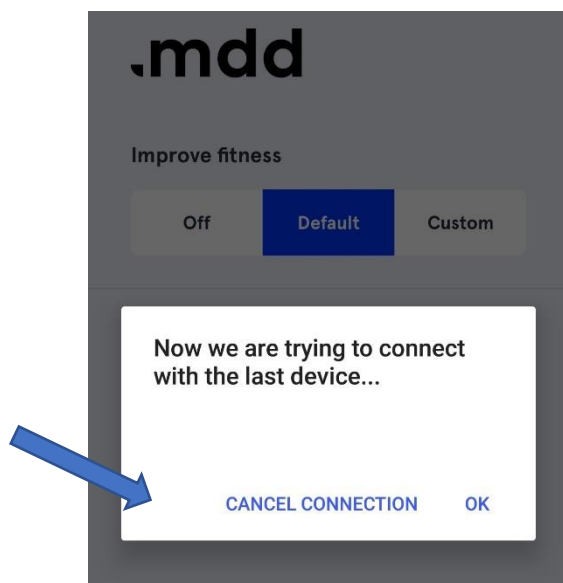 .mdd
Improve fitness
Off Default Custom
Now we are trying to connect
with the last device...
CANCEL CONNECTION OK